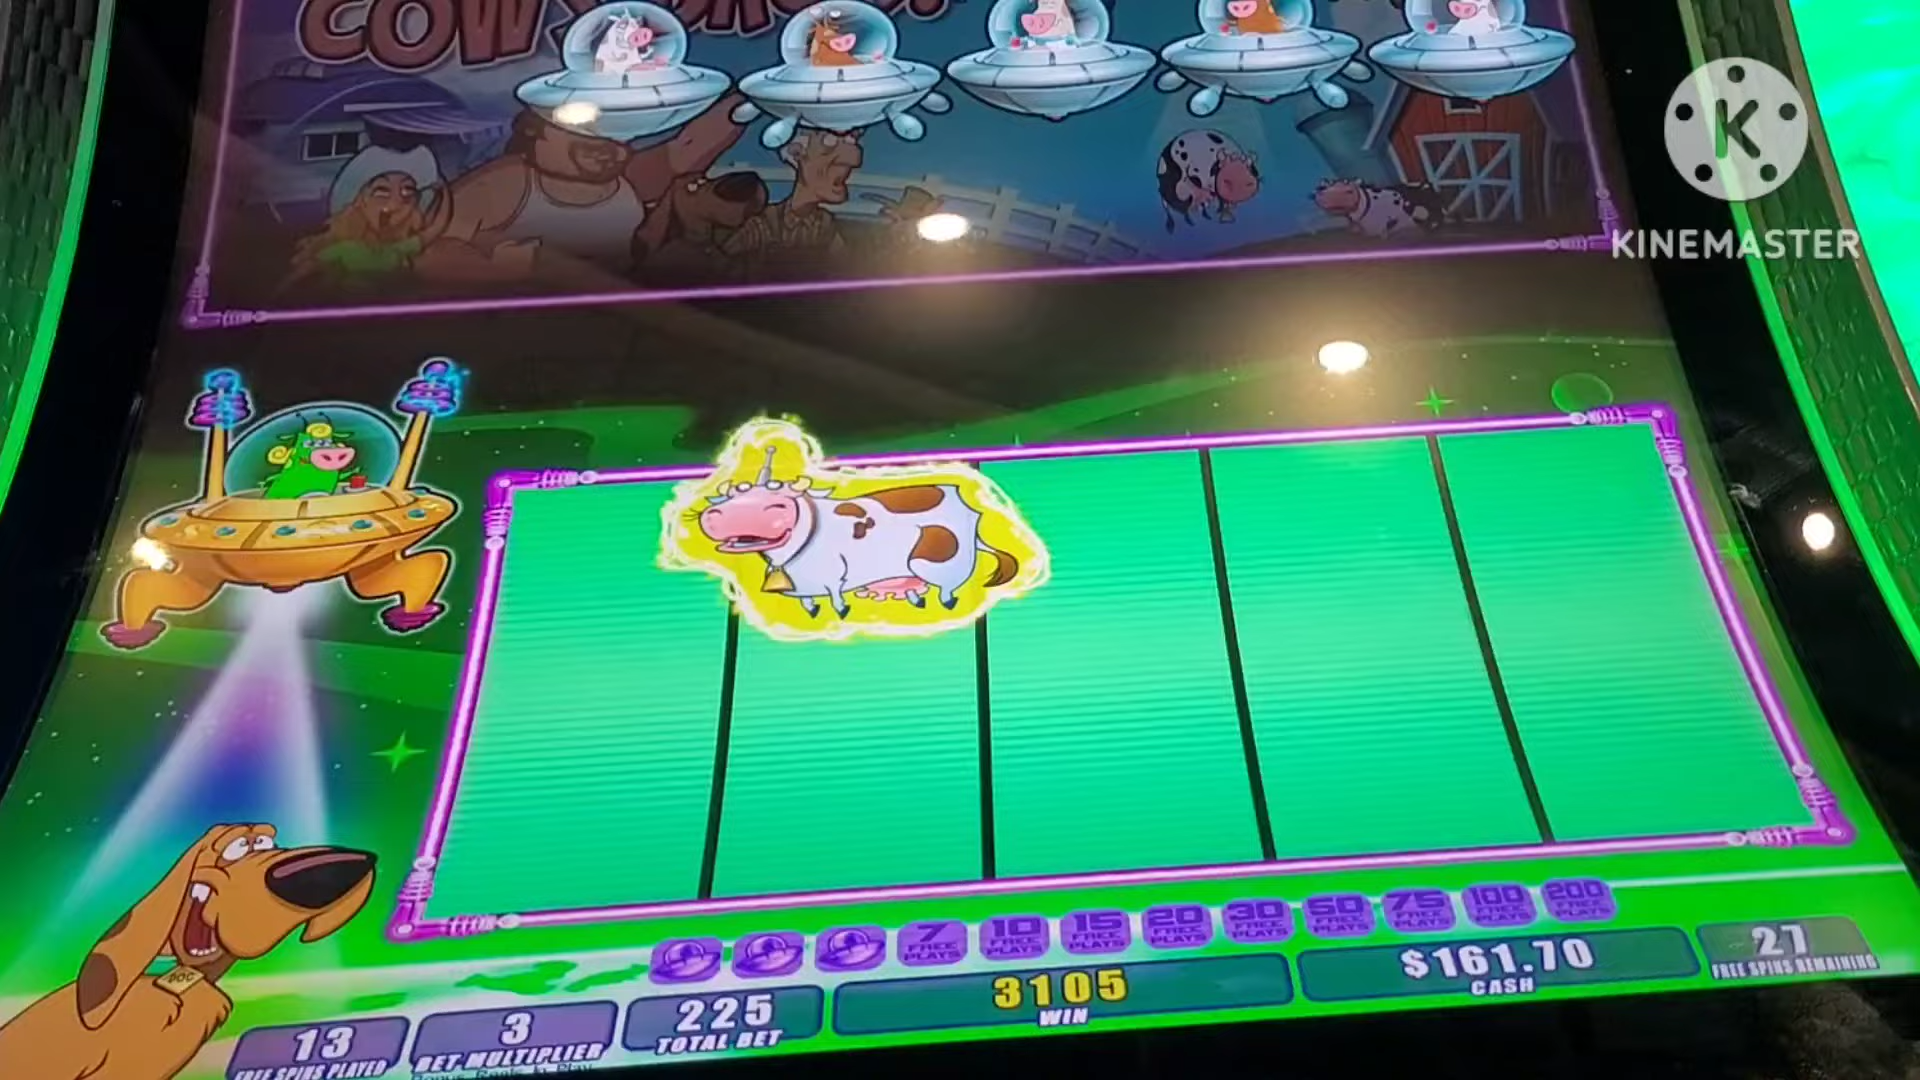 COW
K
KINEMASTER
DOC
7 FREE PLAYS
10 FREE PLAYS
15 FREE PLAYS
20 FREE PLAYS
30 FREE PLAYS
50 FREE PLAYS
75 FREE PLAYS
100 FREE PLAYS
200 FREE PLAYS
13
FREE SPINS PLAYED
3
BET MULTIPLIER
225
TOTAL BET
3105
WIN
$161.70
CASH
27
FREE SPINS REMAINING